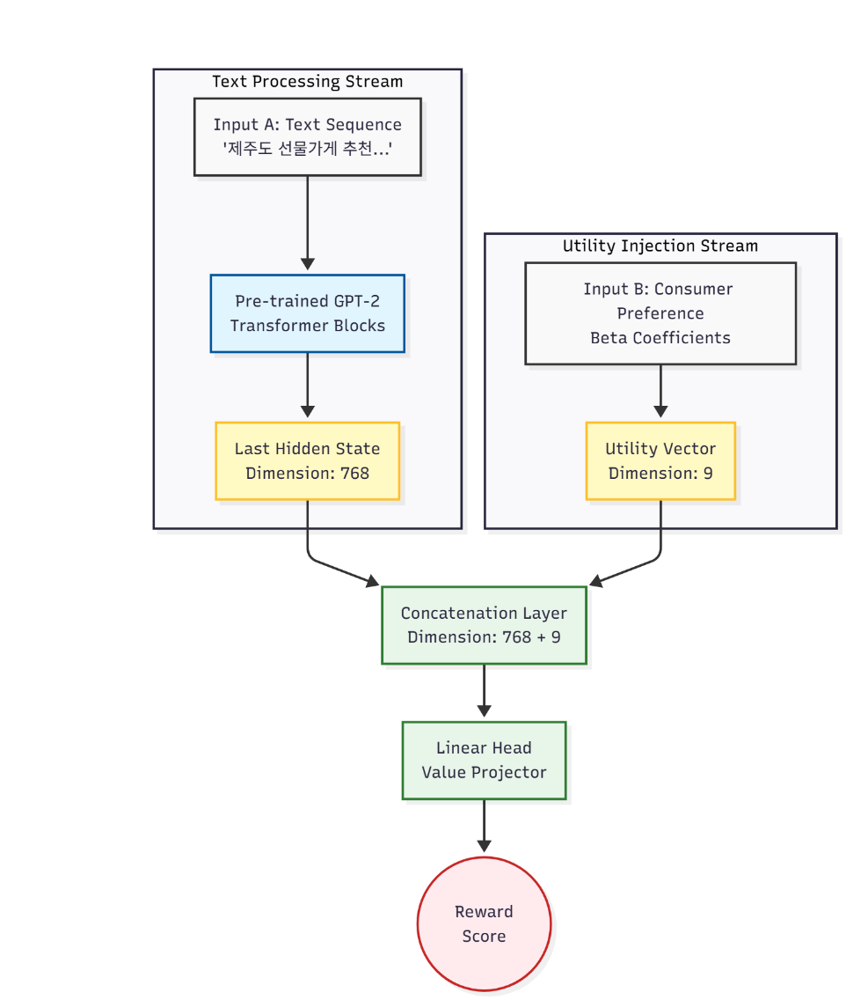 Text Processing Stream
Input A: Text Sequence
'제주도 선물가게 추천...'
Pre-trained GPT-2
Transformer Blocks
Last Hidden State
Dimension: 768
Utility Injection Stream
Input B: Consumer
Preference
Beta Coefficients
Utility Vector
Dimension: 9
Concatenation Layer
Dimension: 768 + 9
Linear Head
Value Projector
Reward
Score